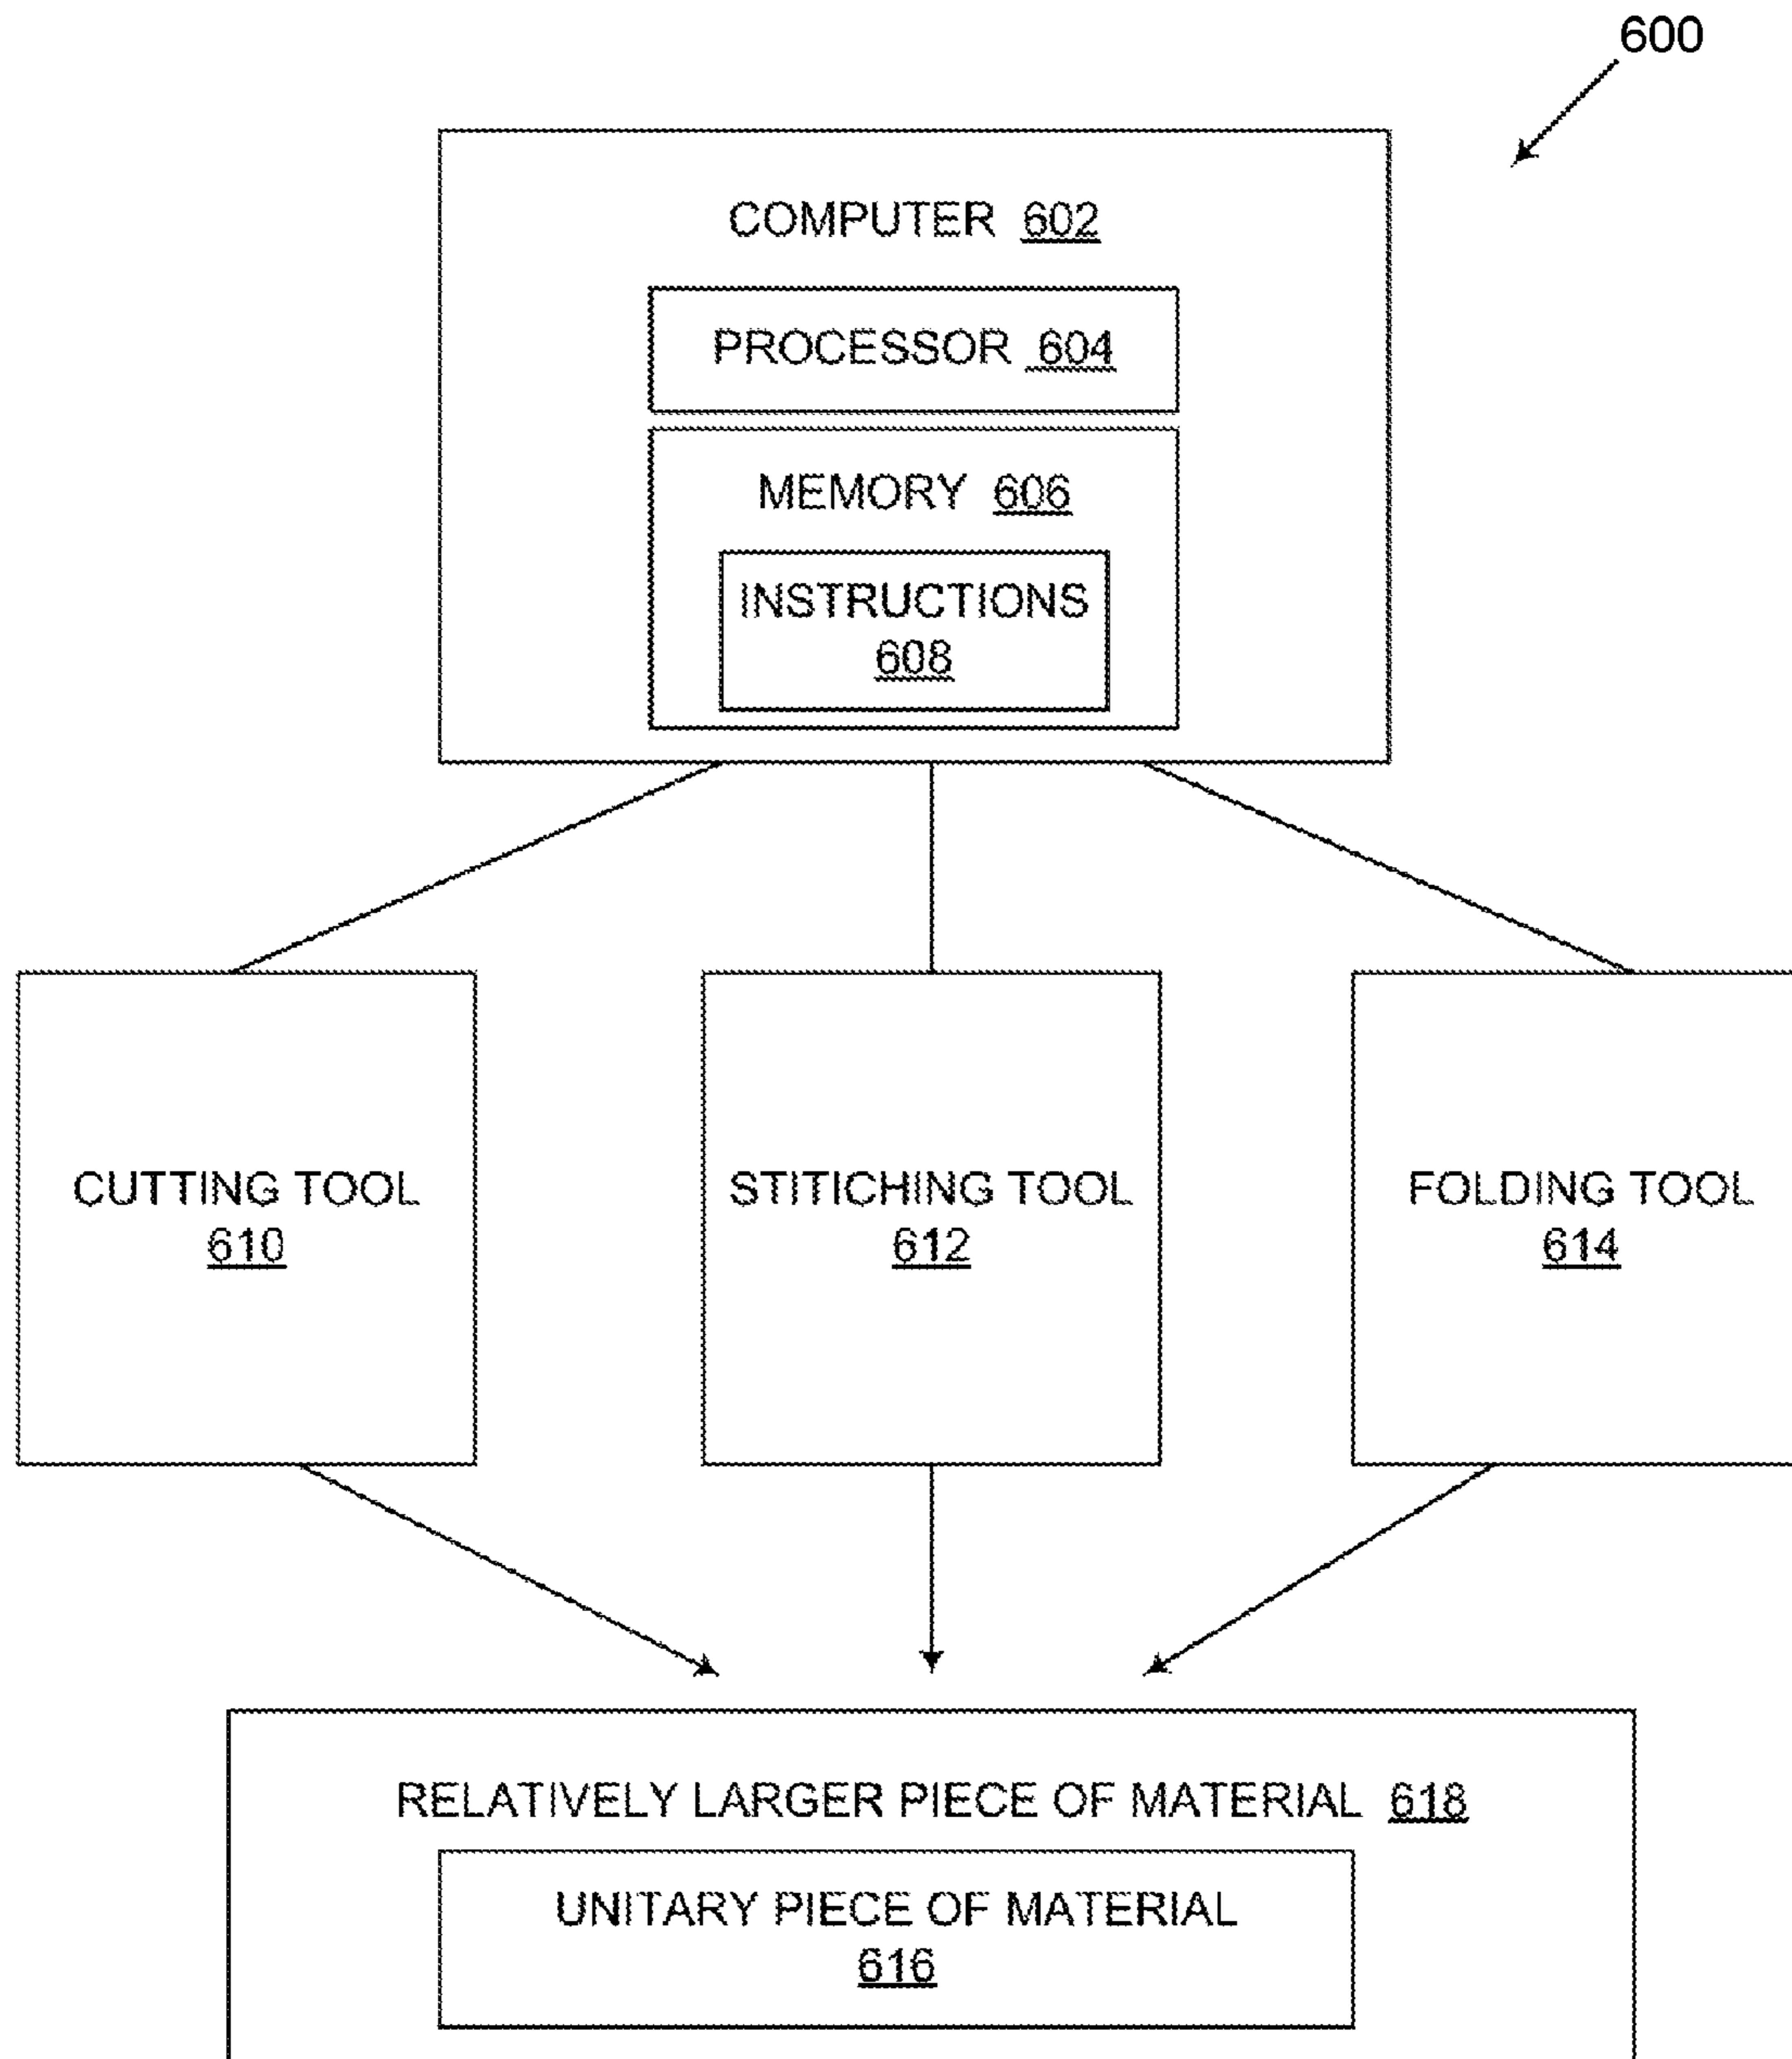 600
COMPUTER 602
PROCESSOR 604
MEMORY 606
INSTRUCTIONS
608
CUTTING TOOL
610
STITICHING TOOL
612
FOLDING TOOL
614
RELATIVELY LARGER PIECE OF MATERIAL 618
UNITARY PIECE OF MATERIAL
616